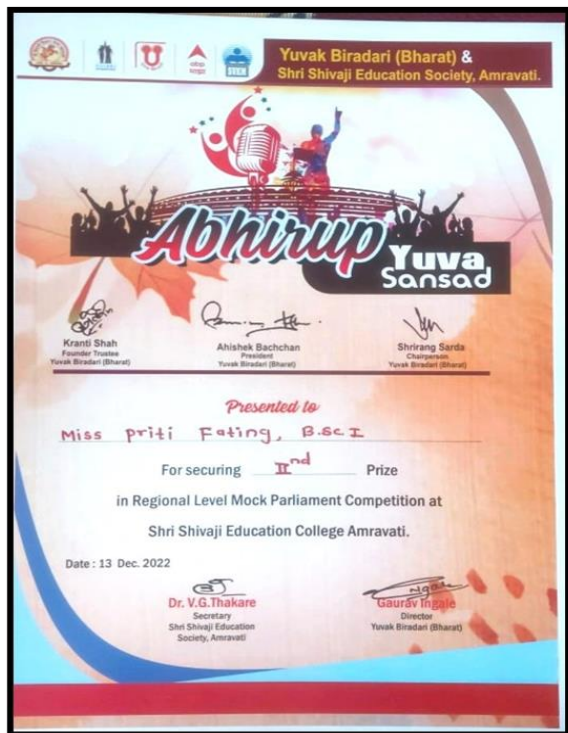 Yuvak Biradari (Bharat) &
Shri Shivaji Education Society, Amravati.
SVEM
Abhirup
Yuva
Sansad
Kranti Shah
Founder Trustee
Yuvak Biradari (Bharat)
Ahishek Bachchan
President
Yuvak Biradari (Bharat)
Shrirang Sarda
Chairperson
Yuvak Biradari (Bharat)
Presented to
Miss Priti Fating, B.Sc I
For securing IInd Prize
in Regional Level Mock Parliament Competition at
Shri Shivaji Education College Amravati.
Date : 13 Dec. 2022
Dr. V.G.Thakare
Secretary
Shri Shivaji Education
Society, Amravati
Gaurav Ingale
Director
Yuvak Biradari (Bharat)